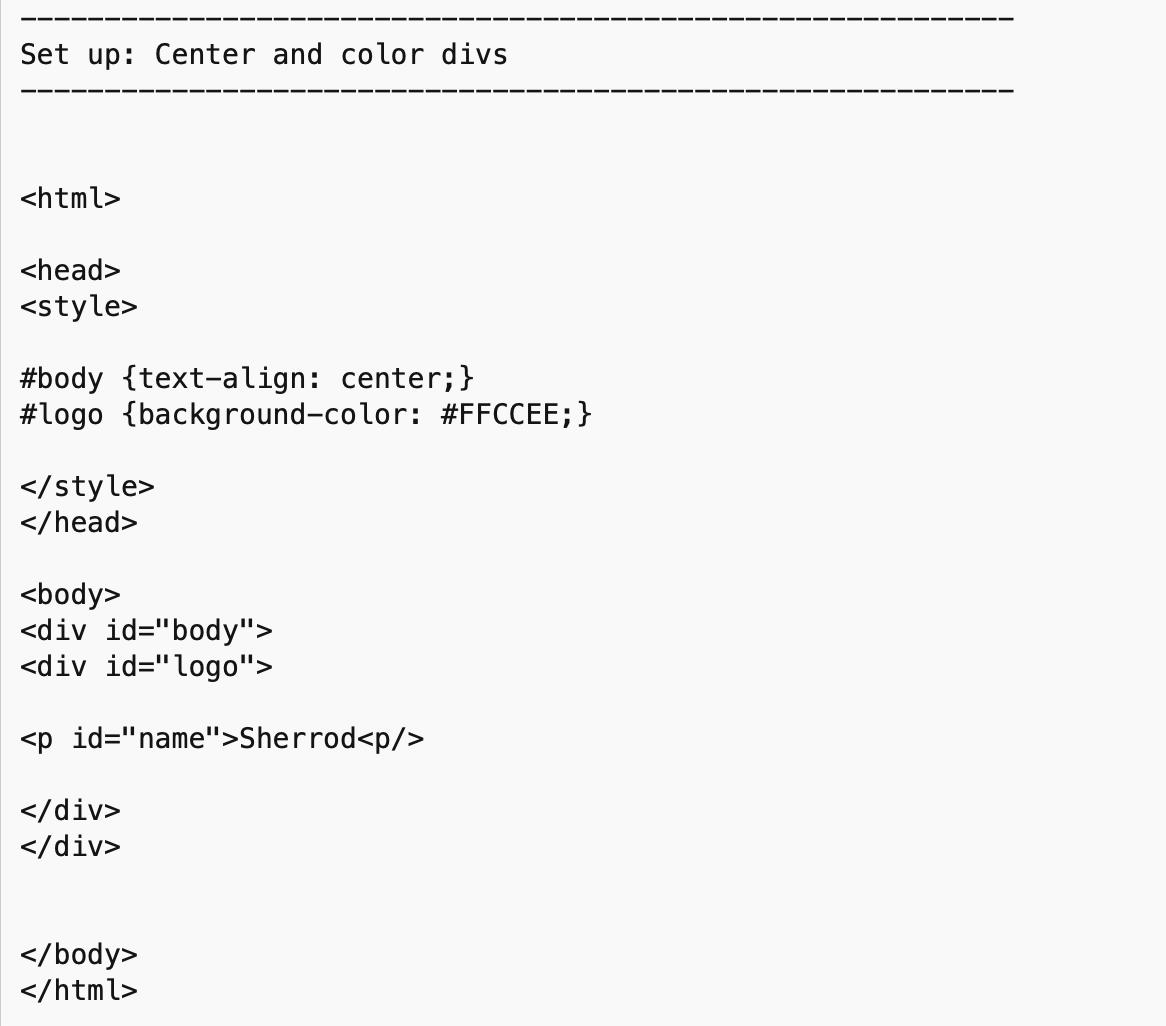 -----------------------------------------------------------
Set up: Center and color divs
-----------------------------------------------------------
<html>
<head>
<style>
#body {text-align: center;}
#logo {background-color: #FFCCEE;}
</style>
</head>
<body>
<div id="body">
<div id="logo">
<p id="name">Sherrod<p/>
</div>
</div>
</body>
</html>